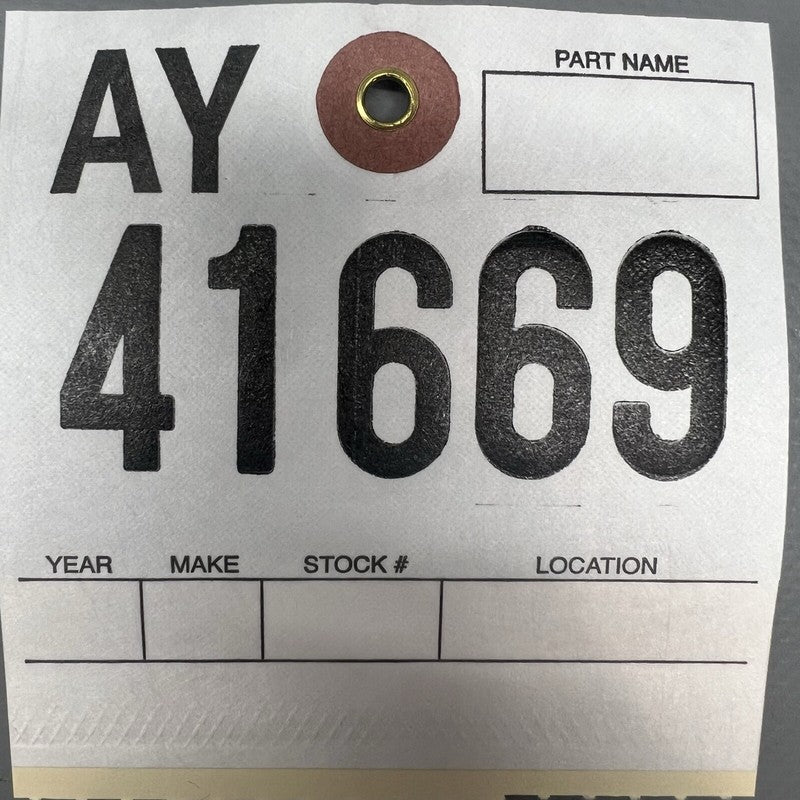 AY
PART NAME
41669
YEAR MAKE STOCK # LOCATION